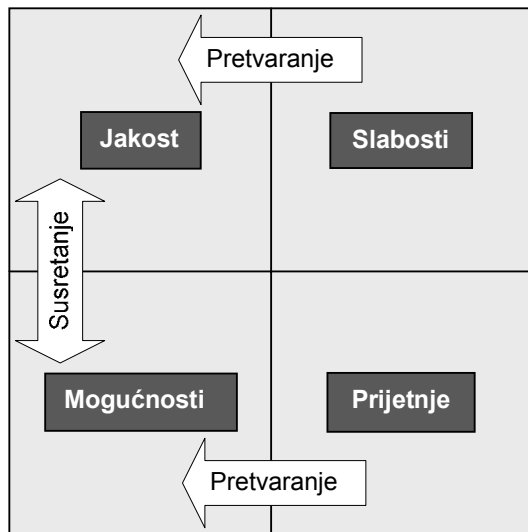 Pretvaranje
Jakost
Slabosti
Susretanje
Mogućnosti
Prijetnje
Pretvaranje